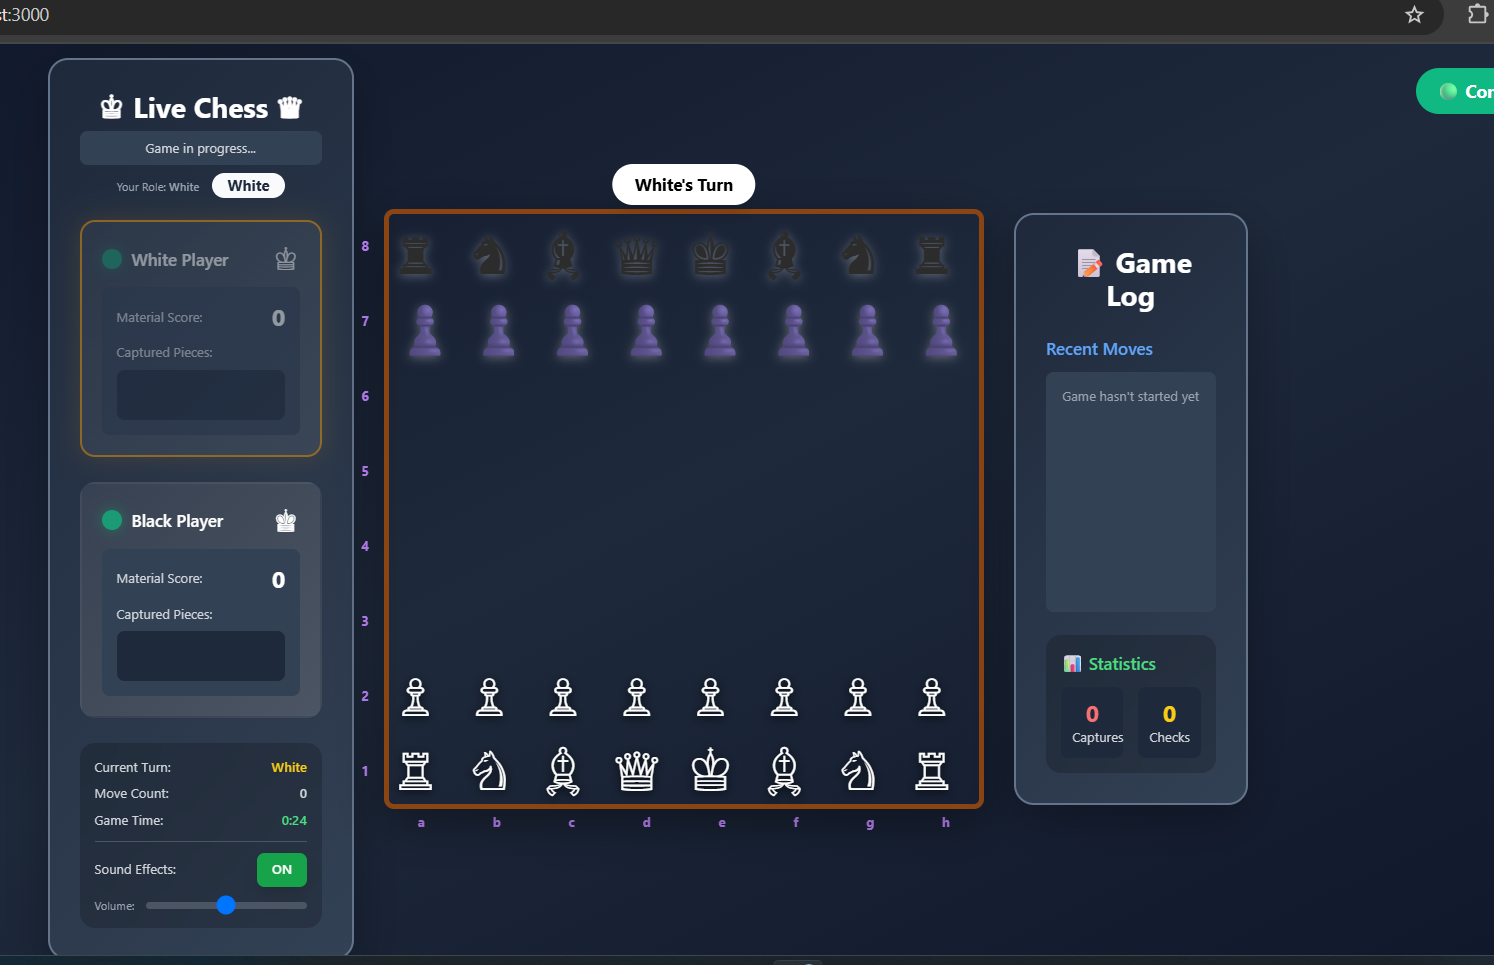 :3000
Live Chess
Game in progress...
Your Role: White
White
White Player
Material Score:
0
Captured Pieces:
Black Player
Material Score:
0
Captured Pieces:
Current Turn:
White
Move Count:
0
Game Time:
0:24
Sound Effects:
ON
Volume:
White's Turn
8
7
6
5
4
3
2
1
a b c d e f g h
Game
Log
Recent Moves
Game hasn't started yet
Statistics
0
Captures
0
Checks